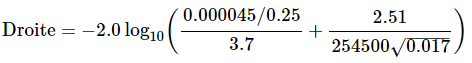 Droite = −2.0 log₁₀ ( (0.000045/0.25)/3.7 + 2.51/(254500√0.017) )